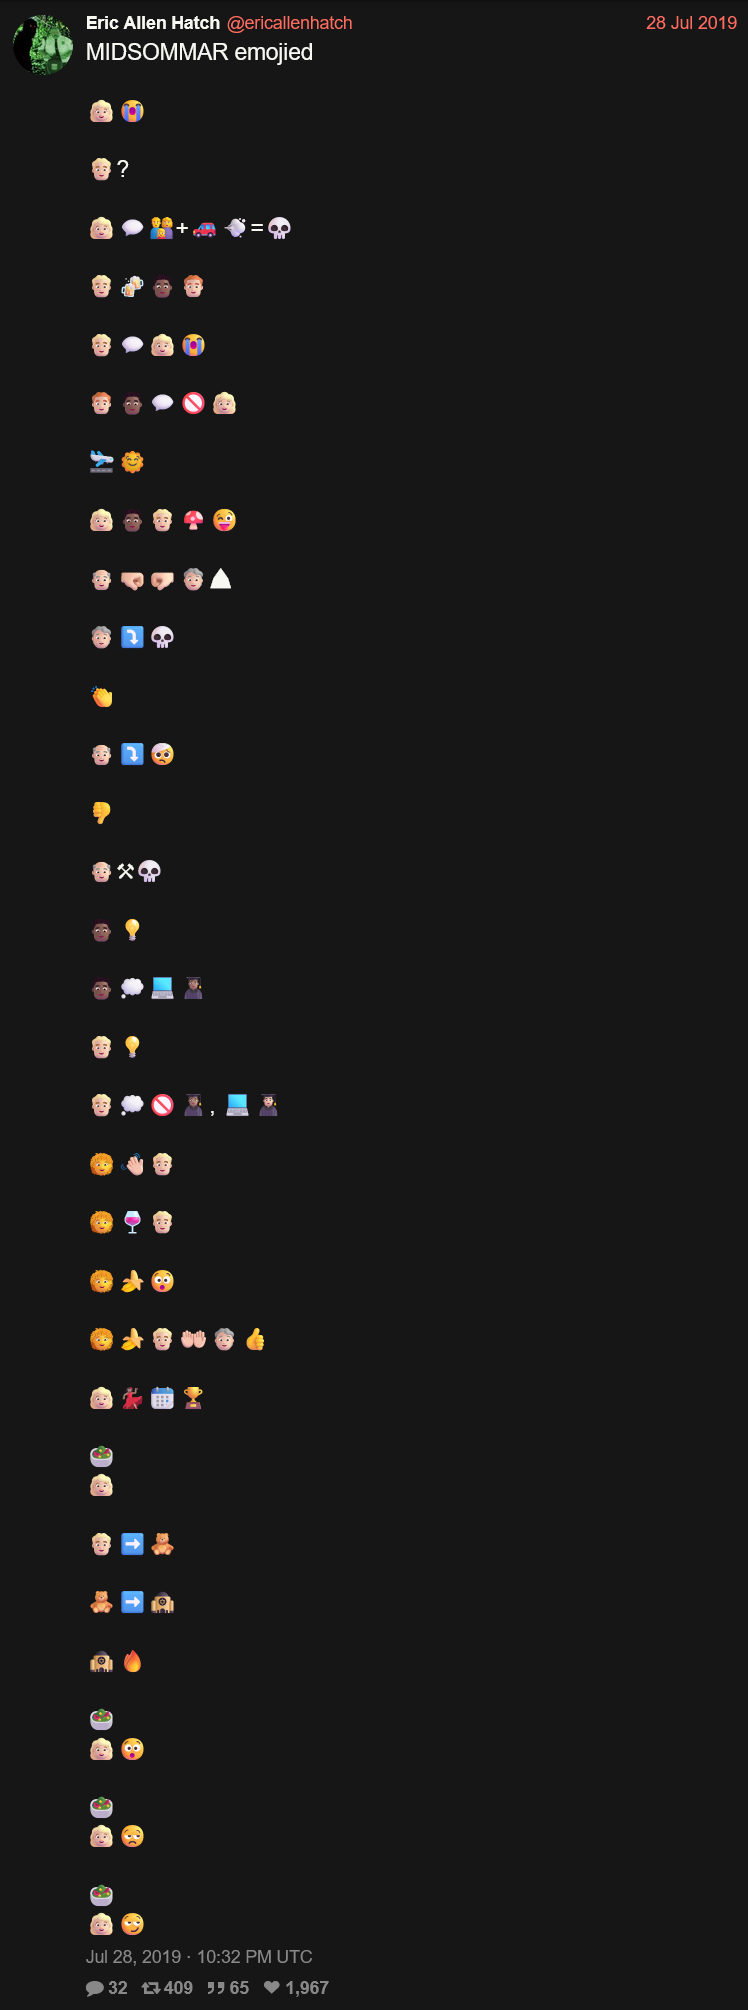 Eric Allen Hatch @ericallenhatch 28 Jul 2019
MIDSOMMAR emojied
👱🏼‍♀️ 😭
👱🏼‍♂️ ?
👱🏼‍♀️ 💬 👨‍👩‍👧 + 🚗 💨 = 💀
👱🏼‍♂️ 🍻 👨🏿 👨🏼‍🦰
👱🏼‍♂️ 💬 👱🏼‍♀️ 😭
👨🏼‍🦰 👨🏿 💬 🚫 👱🏼‍♀️
🛬 🌞
👱🏼‍♀️ 👨🏿 👱🏼‍♂️ 🍄 😜
👴🏻 🤜🏻 🤛🏻 👵🏻 ⛰
👵🏻 ⤵️ 💀
👏
👴🏻 ⤵️ 🤕
👎
👴🏻 ⚒ 💀
👨🏿 💡
👨🏿 💭 💻 👨🏿‍🎓
👱🏼‍♂️ 💡
👱🏼‍♂️ 💭 🚫 👨🏿‍🎓 , 💻 👨🏼‍🎓
👩‍🦰 👋🏻 👱🏼‍♂️
👩‍🦰 🍷 👱🏼‍♂️
👩‍🦰 🍌 😲
👩‍🦰 🍌 👱🏼‍♂️ 👐🏻 👵🏻 👍
👱🏼‍♀️ 💃🏽 📅 🏆
🥗
👱🏼‍♀️
👱🏼‍♂️ ➡️ 🧸
🧸 ➡️ 🛖
🛖 🔥
🥗
👱🏼‍♀️ 😲
🥗
👱🏼‍♀️ 😒
🥗
👱🏼‍♀️ 😏
Jul 28, 2019 · 10:32 PM UTC
32 409 65 1,967